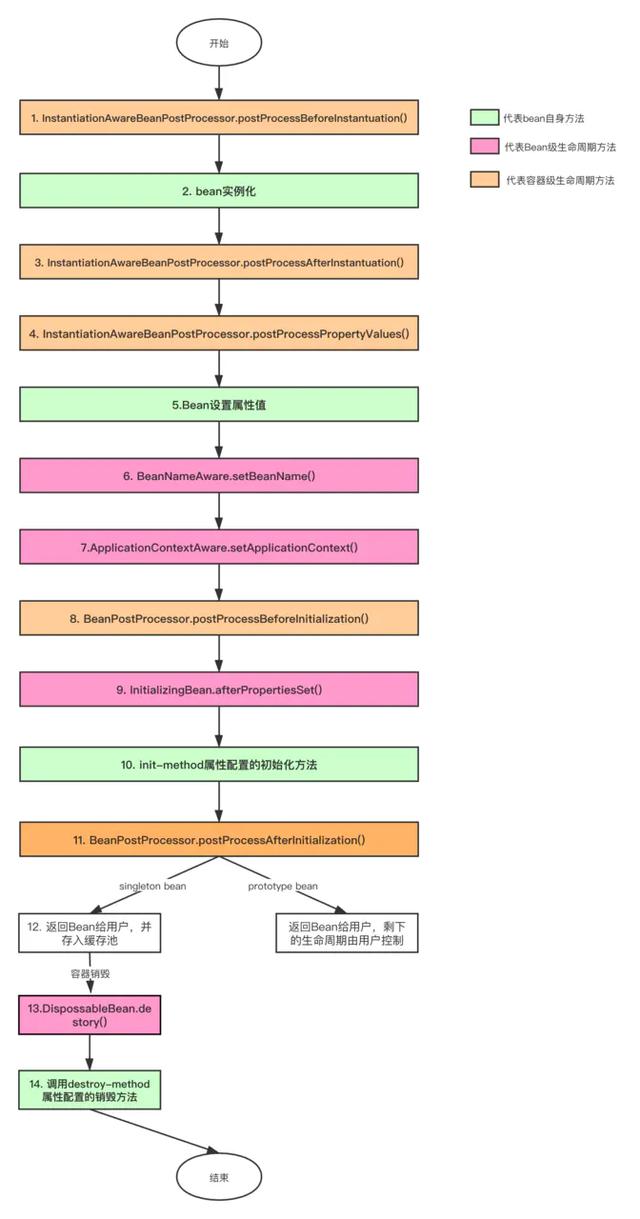 开始
1. InstantiationAwareBeanPostProcessor.postProcessBeforeInstantuation()
代表bean自身方法
代表Bean级生命周期方法
代表容器级生命周期方法
2. bean实例化
3. InstantiationAwareBeanPostProcessor.postProcessAfterInstantuation()
4. InstantiationAwareBeanPostProcessor.postProcessPropertyValues()
5.Bean设置属性值
6. BeanNameAware.setBeanName()
7.ApplicationContextAware.setApplicationContext()
8. BeanPostProcessor.postProcessBeforeInitialization()
9. InitializingBean.afterPropertiesSet()
10. init-method属性配置的初始化方法
11. BeanPostProcessor.postProcessAfterInitialization()
singleton bean
prototype bean
12. 返回Bean给用户，并
存入缓存池
返回Bean给用户，剩下
的生命周期由用户控制
容器销毁
13.DispossableBean.de
story()
14. 调用destroy-method
属性配置的销毁方法
结束